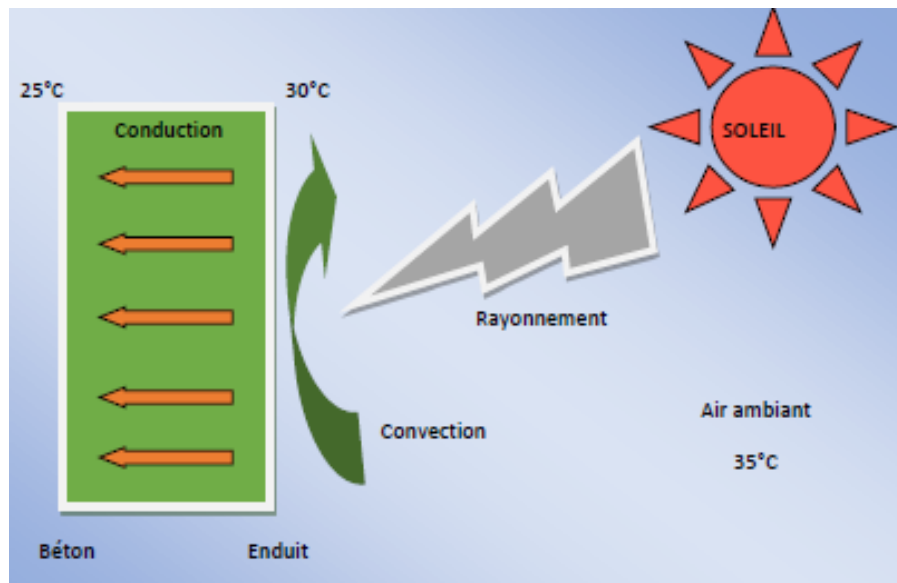 25°C
30°C
Conduction
SOLEIL
Rayonnement
Convection
Air ambiant
35°C
Béton
Enduit